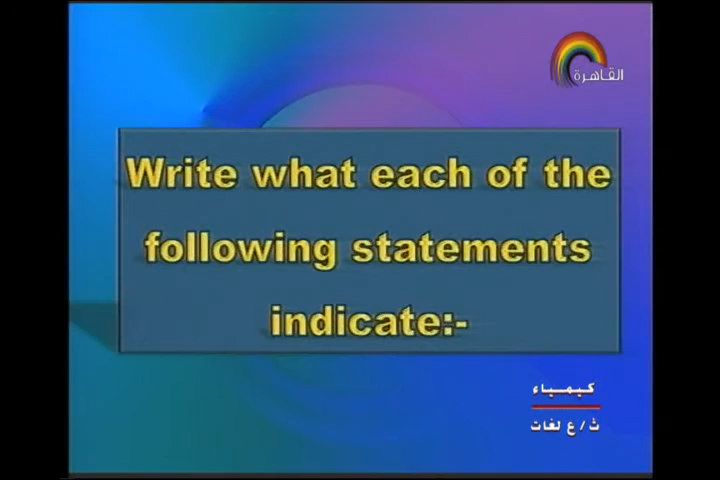 القاهرة
Write what each of the
following statements
indicate:-
كيمياء
ث/ع لغات